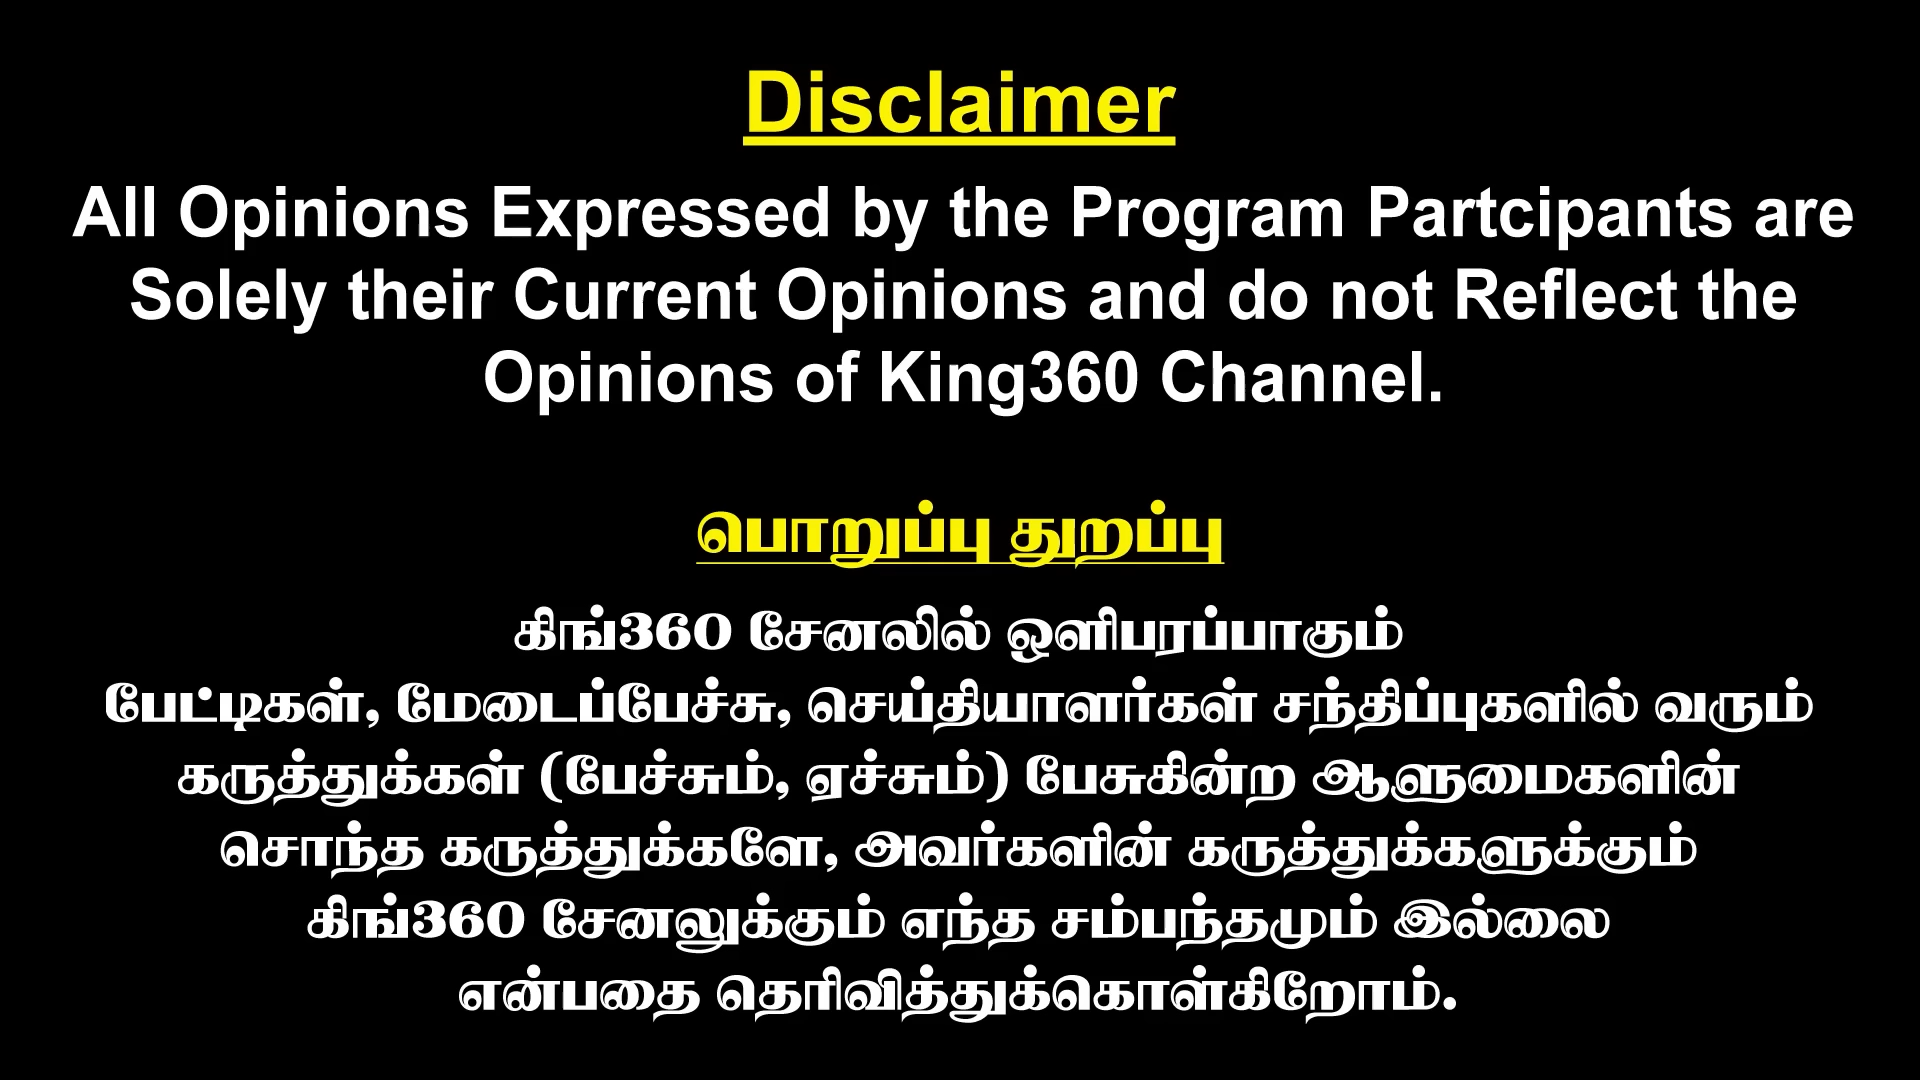 Disclaimer
All Opinions Expressed by the Program Partcipants are
Solely their Current Opinions and do not Reflect the
Opinions of King360 Channel.
பொறுப்பு துறப்பு
கிங்360 சேனலில் ஒளிபரப்பாகும்
பேட்டிகள், மேடைப்பேச்சு, செய்தியாளர்கள் சந்திப்புகளில் வரும்
கருத்துக்கள் (பேச்சும், ஏச்சும்) பேசுகின்ற ஆளுமைகளின்
சொந்த கருத்துக்களே, அவர்களின் கருத்துக்களுக்கும்
கிங்360 சேனலுக்கும் எந்த சம்பந்தமும் இல்லை
என்பதை தெரிவித்துக்கொள்கிறோம்.